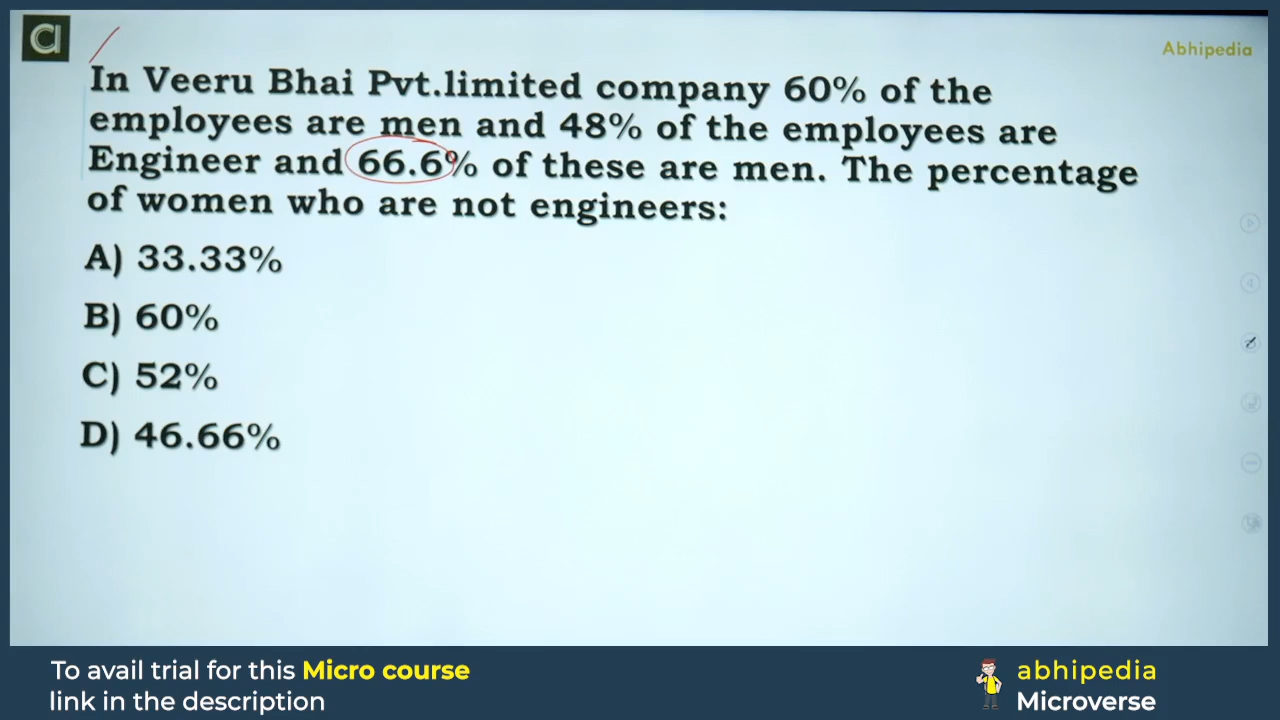 a
Abhipedia
In Veeru Bhai Pvt.limited company 60% of the
employees are men and 48% of the employees are
Engineer and 66.6% of these are men. The percentage
of women who are not engineers:
A) 33.33%
B) 60%
C) 52%
D) 46.66%
To avail trial for this Micro course
link in the description
abhipedia
Microverse